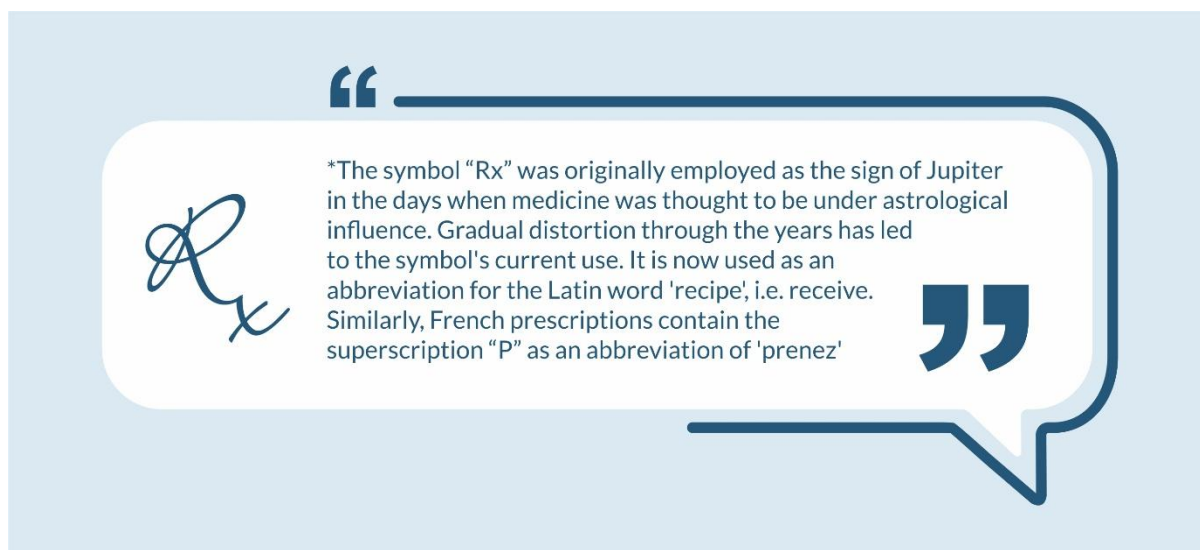 Rx
*The symbol “Rx” was originally employed as the sign of Jupiter
in the days when medicine was thought to be under astrological
influence. Gradual distortion through the years has led
to the symbol's current use. It is now used as an
abbreviation for the Latin word 'recipe', i.e. receive.
Similarly, French prescriptions contain the
superscription “P” as an abbreviation of 'prenez'